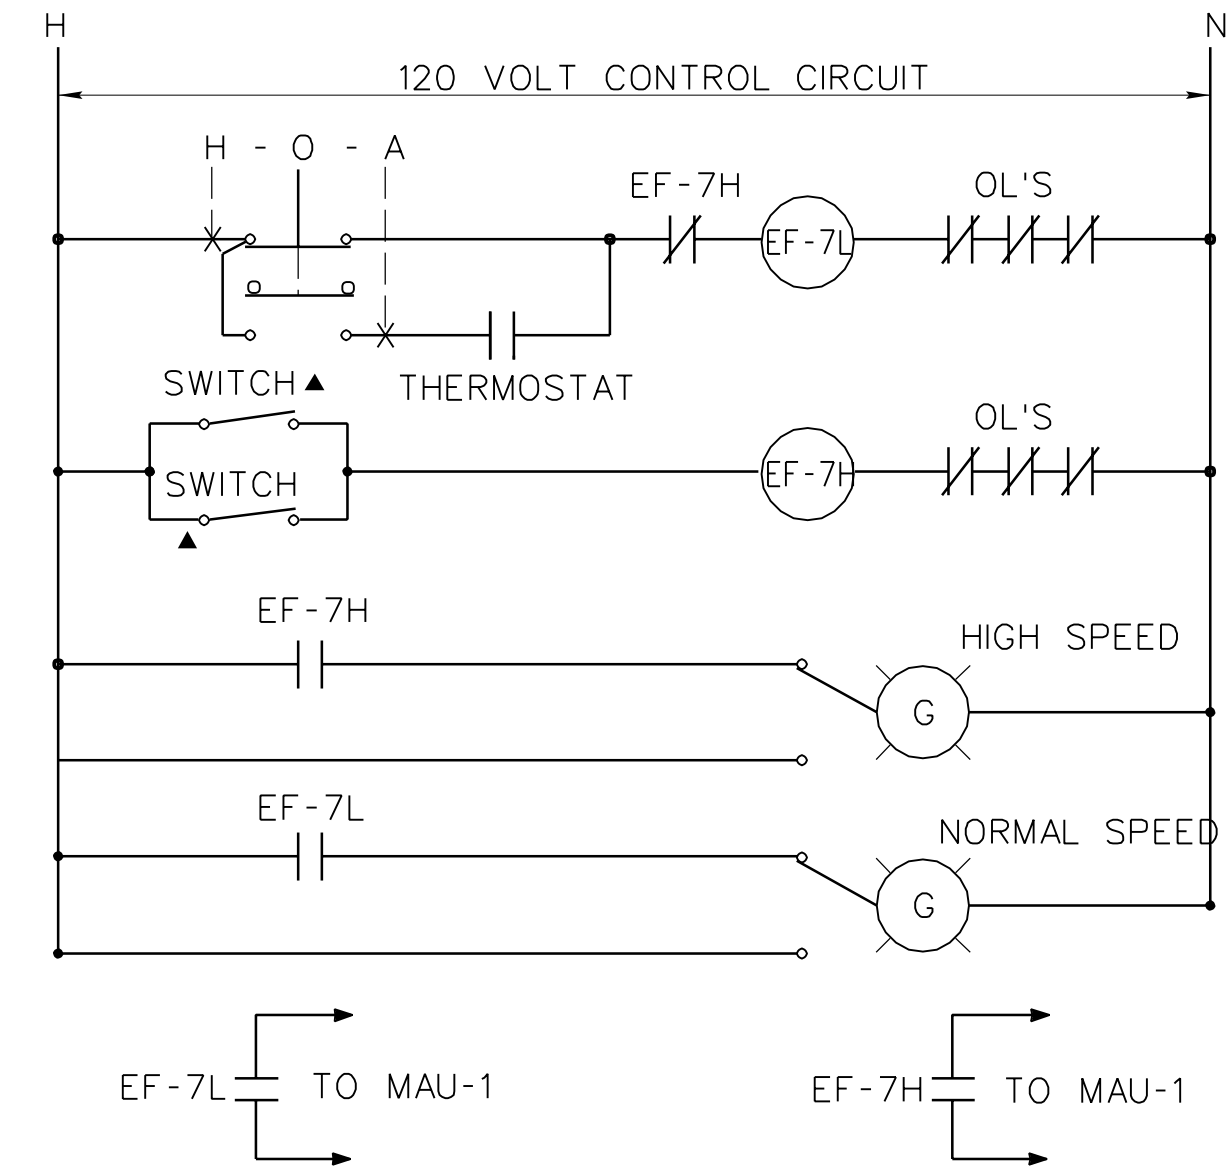 H
N
120 VOLT CONTROL CIRCUIT
H - O - A
EF-7H
OL'S
EF-7L
THERMOSTAT
SWITCH▲
OL'S
SWITCH
EF-7H
▲
EF-7H
HIGH SPEED
G
EF-7L
NORMAL SPEED
G
EF-7L TO MAU-1
EF-7H TO MAU-1